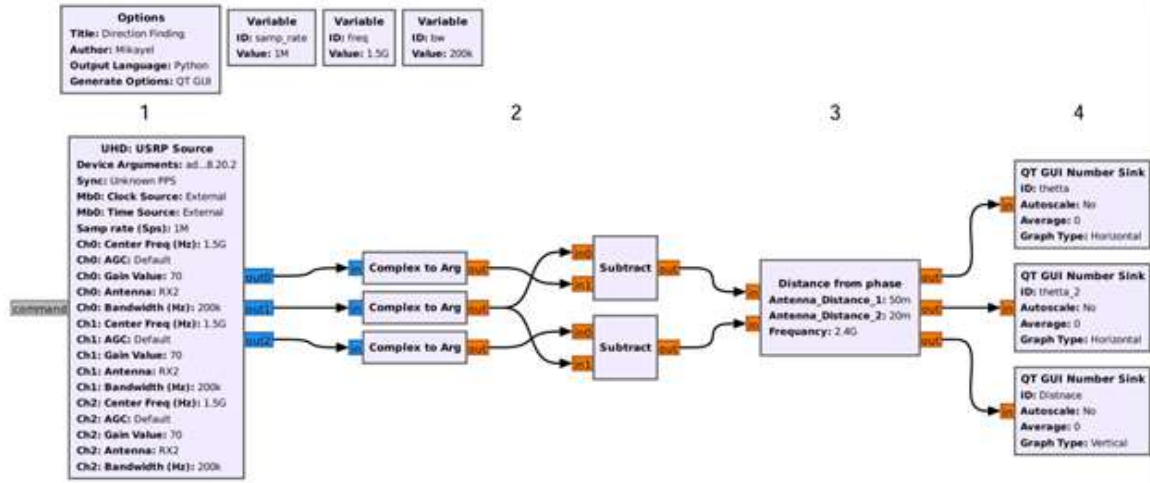 Options
Title: Direction Finding
Author: Mikayel
Output Language: Python
Generate Options: QT GUI
Variable
ID: samp_rate
Value: 1M
Variable
ID: freq
Value: 1.5G
Variable
ID: bw
Value: 200k
1
2
3
4
UHD: USRP Source
Device Arguments: ad...8.20.2
Sync: Unknown PPS
Mb0: Clock Source: External
Mb0: Time Source: External
Samp rate (Sps): 1M
Ch0: Center Freq (Hz): 1.5G
Ch0: AGC: Default
Ch0: Gain Value: 70
Ch0: Antenna: RX2
Ch0: Bandwidth (Hz): 200k
Ch1: Center Freq (Hz): 1.5G
Ch1: AGC: Default
Ch1: Gain Value: 70
Ch1: Antenna: RX2
Ch1: Bandwidth (Hz): 200k
Ch2: Center Freq (Hz): 1.5G
Ch2: AGC: Default
Ch2: Gain Value: 70
Ch2: Antenna: RX2
Ch2: Bandwidth (Hz): 200k
command
out0
out1
out2
in
Complex to Arg
out
in
Complex to Arg
out
in
Complex to Arg
out
in0
in1
Subtract
out
in0
in1
Subtract
out
in
in
Distance from phase
Antenna_Distance_1: 50m
Antenna_Distance_2: 20m
Frequancy: 2.4G
out
out
out
in
QT GUI Number Sink
ID: thetta
Autoscale: No
Average: 0
Graph Type: Horizontal
in
QT GUI Number Sink
ID: thetta_2
Autoscale: No
Average: 0
Graph Type: Horizontal
in
QT GUI Number Sink
ID: Distnace
Autoscale: No
Average: 0
Graph Type: Vertical